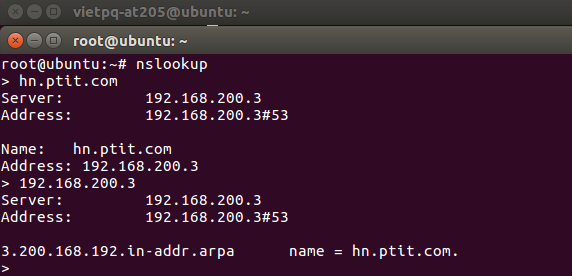 vietpq-at205@ubuntu: ~
root@ubuntu: ~
root@ubuntu:~# nslookup
> hn.ptit.com
Server: 192.168.200.3
Address: 192.168.200.3#53
Name: hn.ptit.com
Address: 192.168.200.3
> 192.168.200.3
Server: 192.168.200.3
Address: 192.168.200.3#53
3.200.168.192.in-addr.arpa name = hn.ptit.com.
>